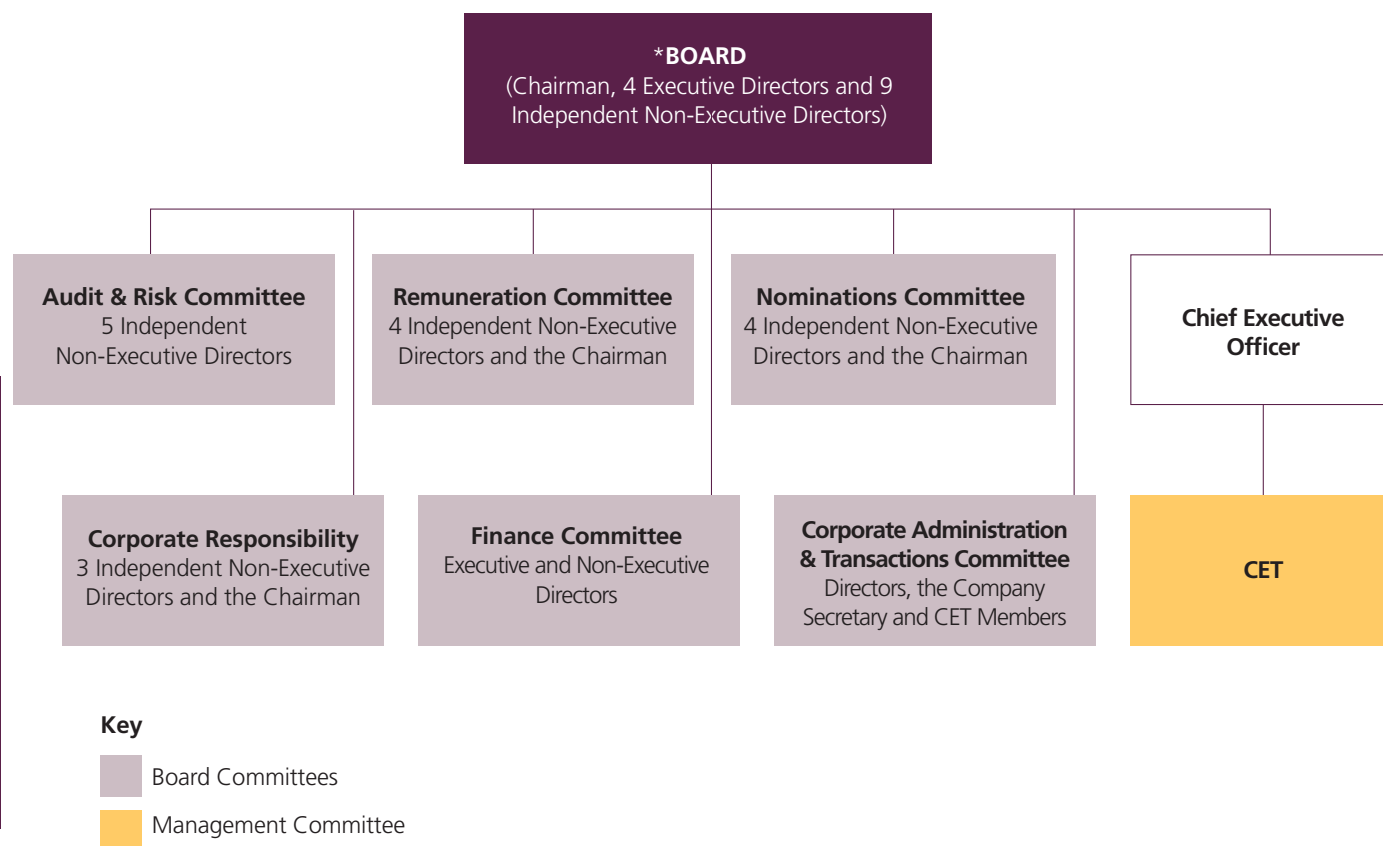 *BOARD
(Chairman, 4 Executive Directors and 9
Independent Non-Executive Directors)
Audit & Risk Committee
5 Independent
Non-Executive Directors
Remuneration Committee
4 Independent Non-Executive
Directors and the Chairman
Nominations Committee
4 Independent Non-Executive
Directors and the Chairman
Chief Executive
Officer
Corporate Responsibility
3 Independent Non-Executive
Directors and the Chairman
Finance Committee
Executive and Non-Executive
Directors
Corporate Administration
& Transactions Committee
Directors, the Company
Secretary and CET Members
CET
Key
Board Committees
Management Committee